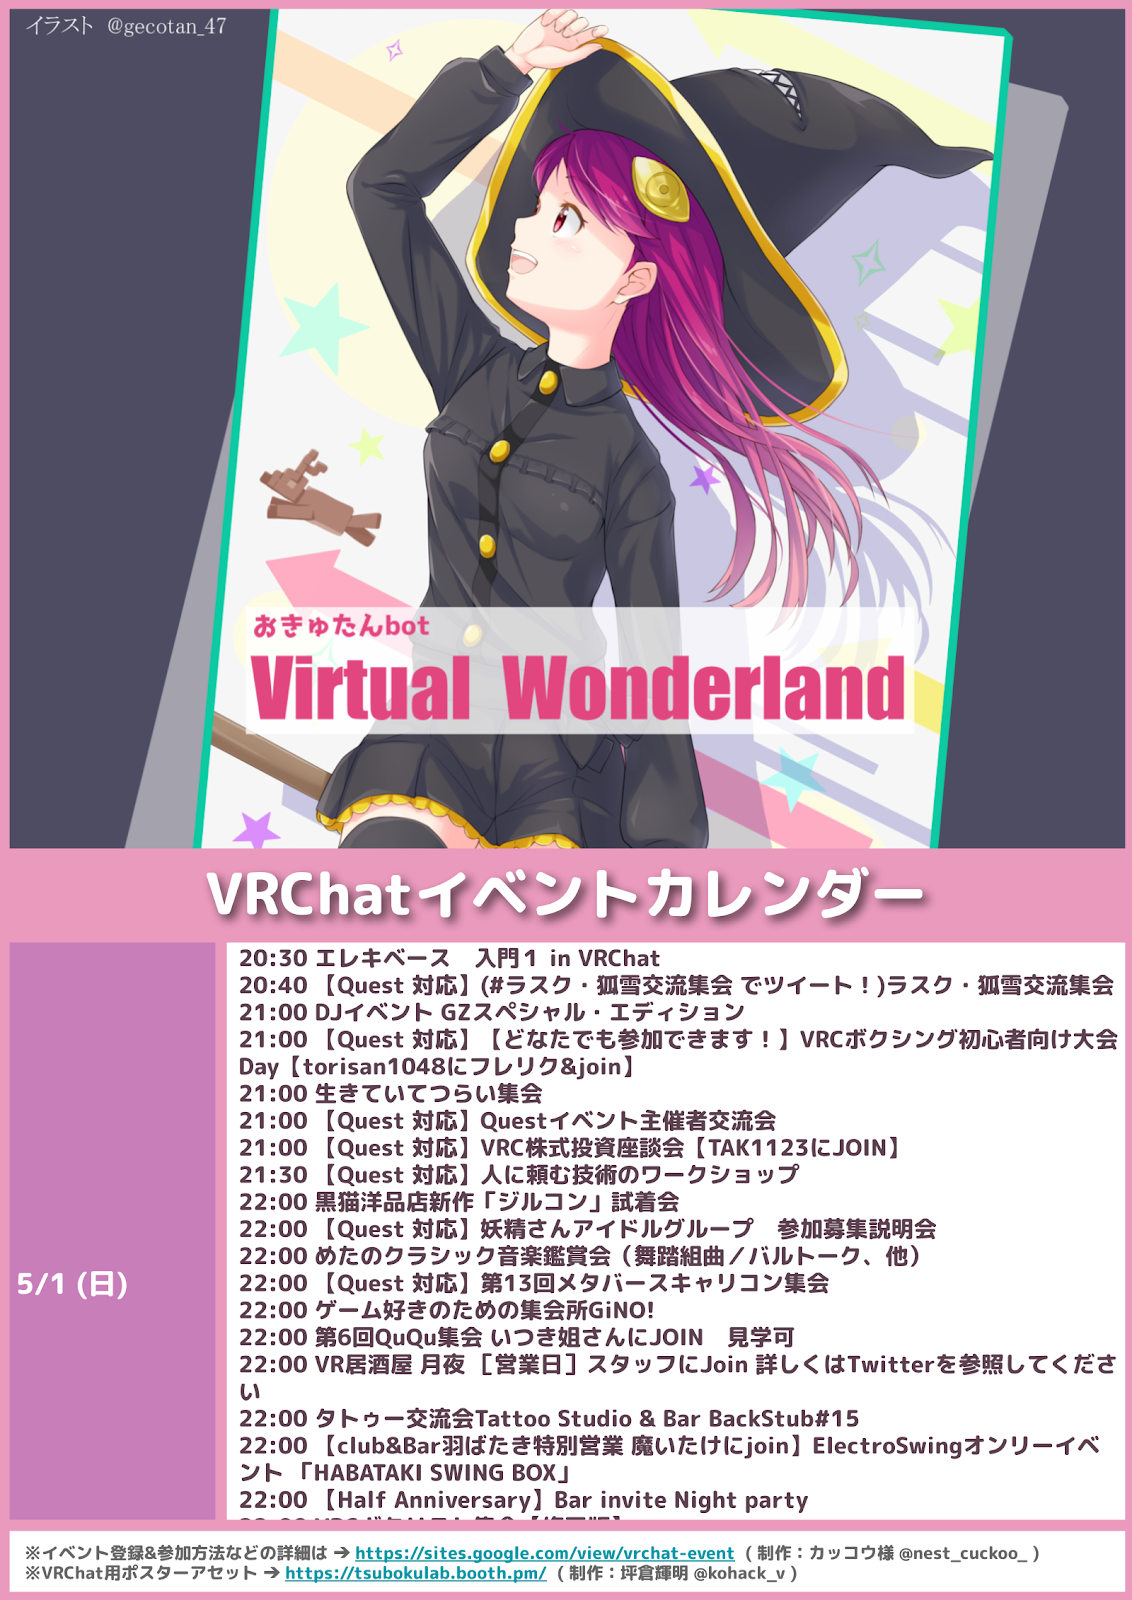 イラスト @gecotan_47
おきゅたんbot
Virtual Wonderland
VRChatイベントカレンダー
5/1 (日)
20:30 エレキベース　入門１ in VRChat
20:40 【Quest 対応】(#ラスク・狐雪交流集会 でツイート！)ラスク・狐雪交流集会
21:00 DJイベント GZスペシャル・エディション
21:00 【Quest 対応】【どなたでも参加できます！】VRCボクシング初心者向け大会
Day【torisan1048にフレリク&join】
21:00 生きていてつらい集会
21:00 【Quest 対応】Questイベント主催者交流会
21:00 【Quest 対応】VRC株式投資座談会【TAK1123にJOIN】
21:30 【Quest 対応】人に頼む技術のワークショップ
22:00 黒猫洋品店新作「ジルコン」試着会
22:00 【Quest 対応】妖精さんアイドルグループ　参加募集説明会
22:00 めたのクラシック音楽鑑賞会（舞踏組曲／バルトーク、他）
22:00 【Quest 対応】第13回メタバースキャリコン集会
22:00 ゲーム好きのための集会所GiNO!
22:00 第6回QuQu集会 いつき姐さんにJOIN　見学可
22:00 VR居酒屋 月夜 ［営業日］スタッフにJoin 詳しくはTwitterを参照してくださ
い
22:00 タトゥー交流会Tattoo Studio & Bar BackStub#15
22:00 【club&Bar羽ばたき特別営業 魔いたけにjoin】ElectroSwingオンリーイベ
ント 「HABATAKI SWING BOX」
22:00 【Half Anniversary】Bar invite Night party
※イベント登録&参加方法などの詳細は → https://sites.google.com/view/vrchat-event ( 制作：カッコウ様 @nest_cuckoo_ )
※VRChat用ポスターアセット → https://tsubokulab.booth.pm/ ( 制作：坪倉輝明 @kohack_v )